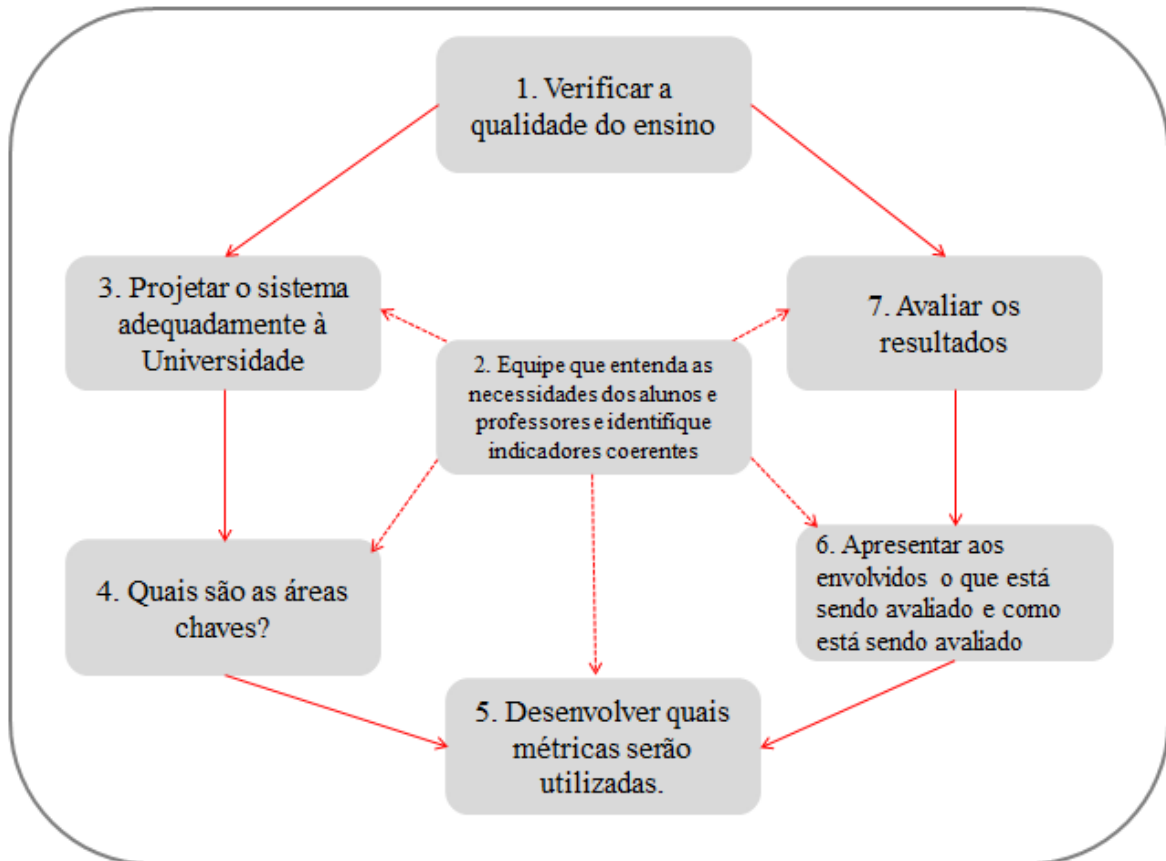 1. Verificar a
qualidade do ensino
3. Projetar o sistema
adequadamente à
Universidade
7. Avaliar os
resultados
2. Equipe que entenda as
necessidades dos alunos e
professores e identifique
indicadores coerentes
4. Quais são as áreas
chaves?
6. Apresentar aos
envolvidos o que está
sendo avaliado e como
está sendo avaliado
5. Desenvolver quais
métricas serão
utilizadas.